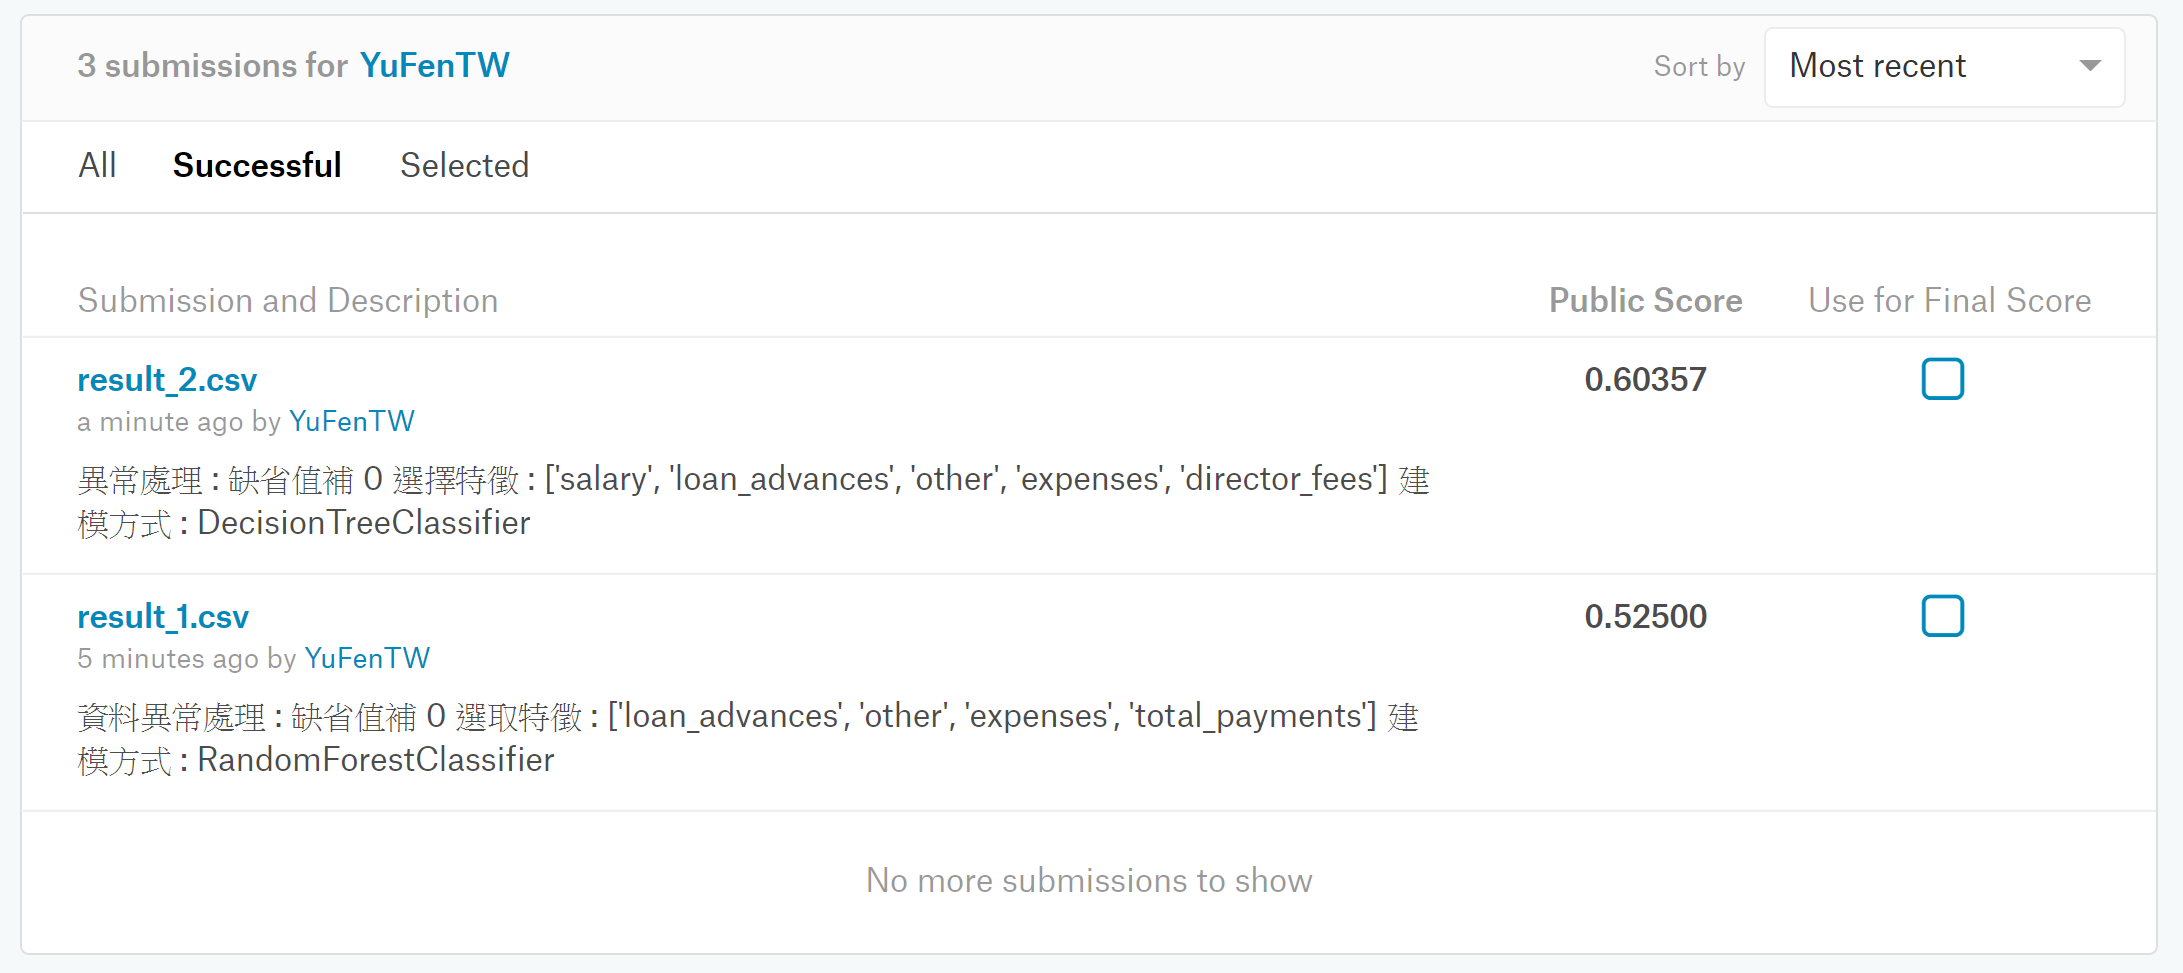 3 submissions for YuFenTW
Sort by Most recent
All Successful Selected
Submission and Description Public Score Use for Final Score
result_2.csv 0.60357
a minute ago by YuFenTW
異常處理 : 缺省值補 0 選擇特徵 : ['salary', 'loan_advances', 'other', 'expenses', 'director_fees'] 建
模方式 : DecisionTreeClassifier
result_1.csv 0.52500
5 minutes ago by YuFenTW
資料異常處理 : 缺省值補 0 選取特徵 : ['loan_advances', 'other', 'expenses', 'total_payments'] 建
模方式 : RandomForestClassifier
No more submissions to show